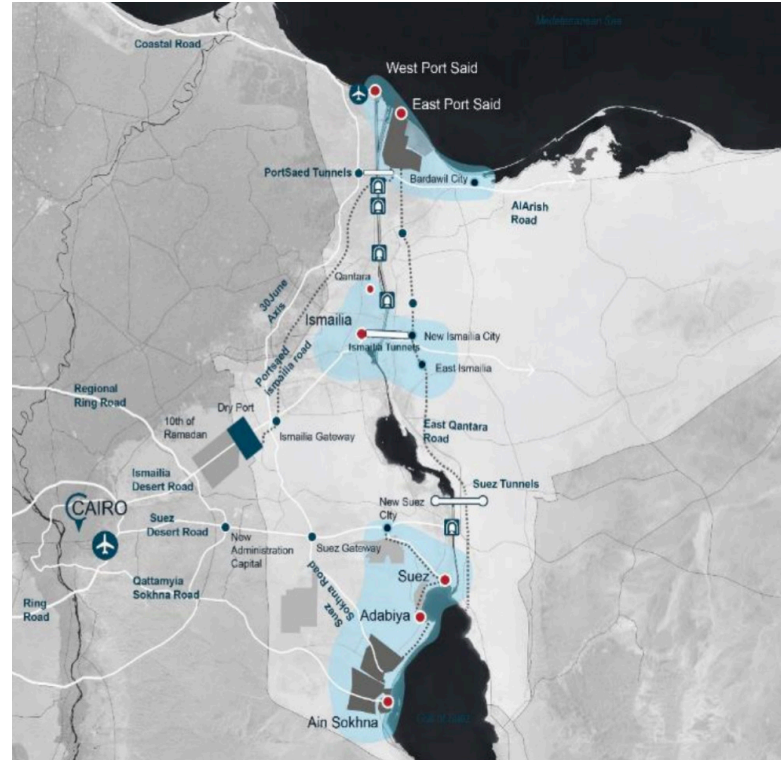 Mediterranean Sea
Coastal Road
West Port Said
East Port Said
PortSaed Tunnels
Bardawil City
AlArish
Road
Qantara
30June
Axis
Ismailia
New Ismailia City
Ismailia Tunnels
Portsaed
Ismailia road
East Ismailia
Regional
Ring Road
Dry Port
10th of
Ramadan
Ismailia Gateway
East Qantara
Road
Ismailia
Desert Road
Suez Tunnels
CAIRO
New Suez
City
Suez
Desert Road
New
Administration
Capital
Suez Gateway
Suez
Qattamyia
Sokhna Road
Suez
Sokhna Road
Ring
Road
Adabiya
Ain Sokhna